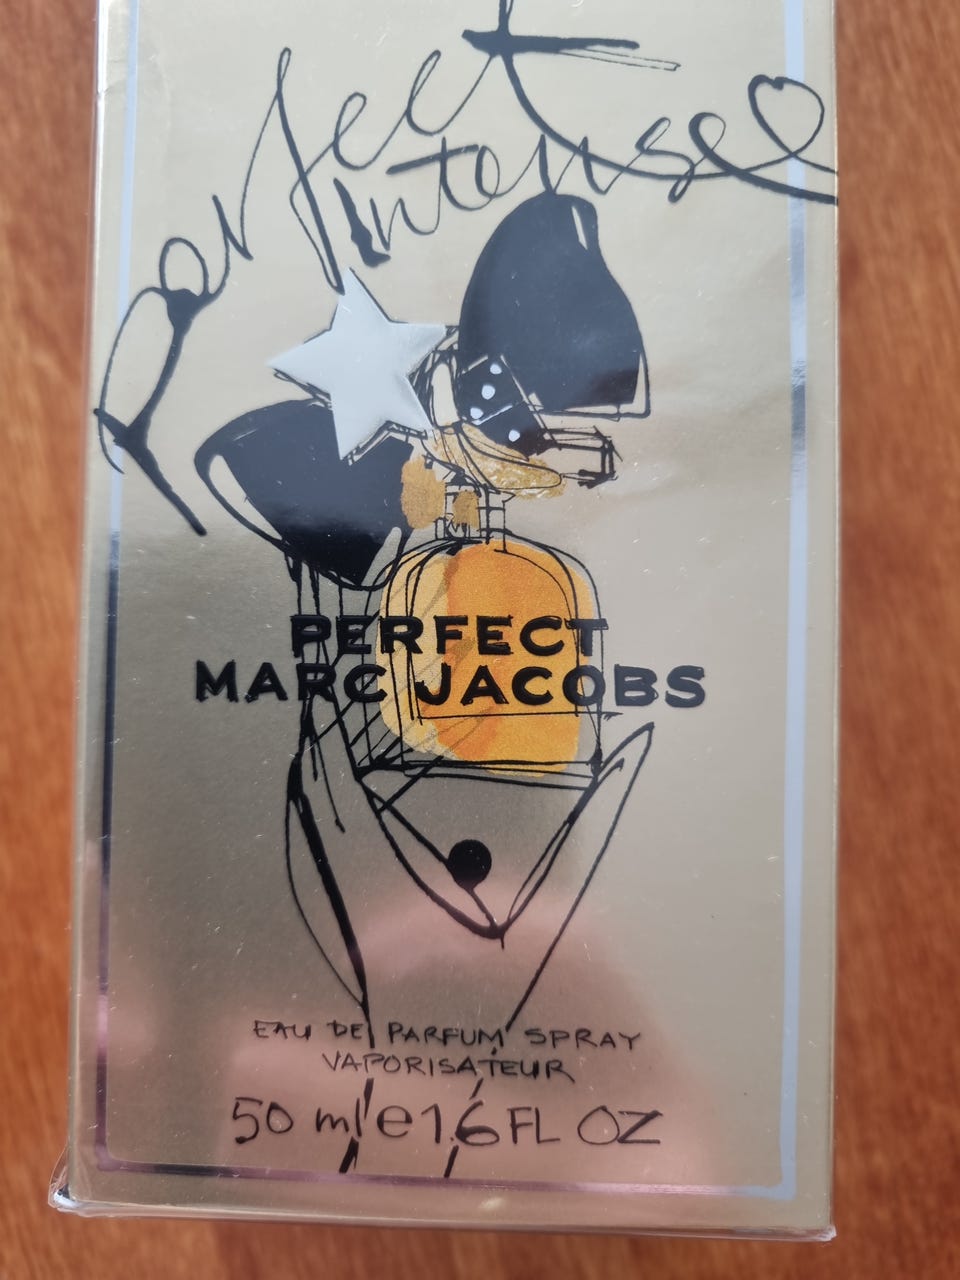 Perfect
Intense
PERFECT
MARC JACOBS
EAU DE PARFUM SPRAY
VAPORISATEUR
50 ml e 1.6 FL OZ